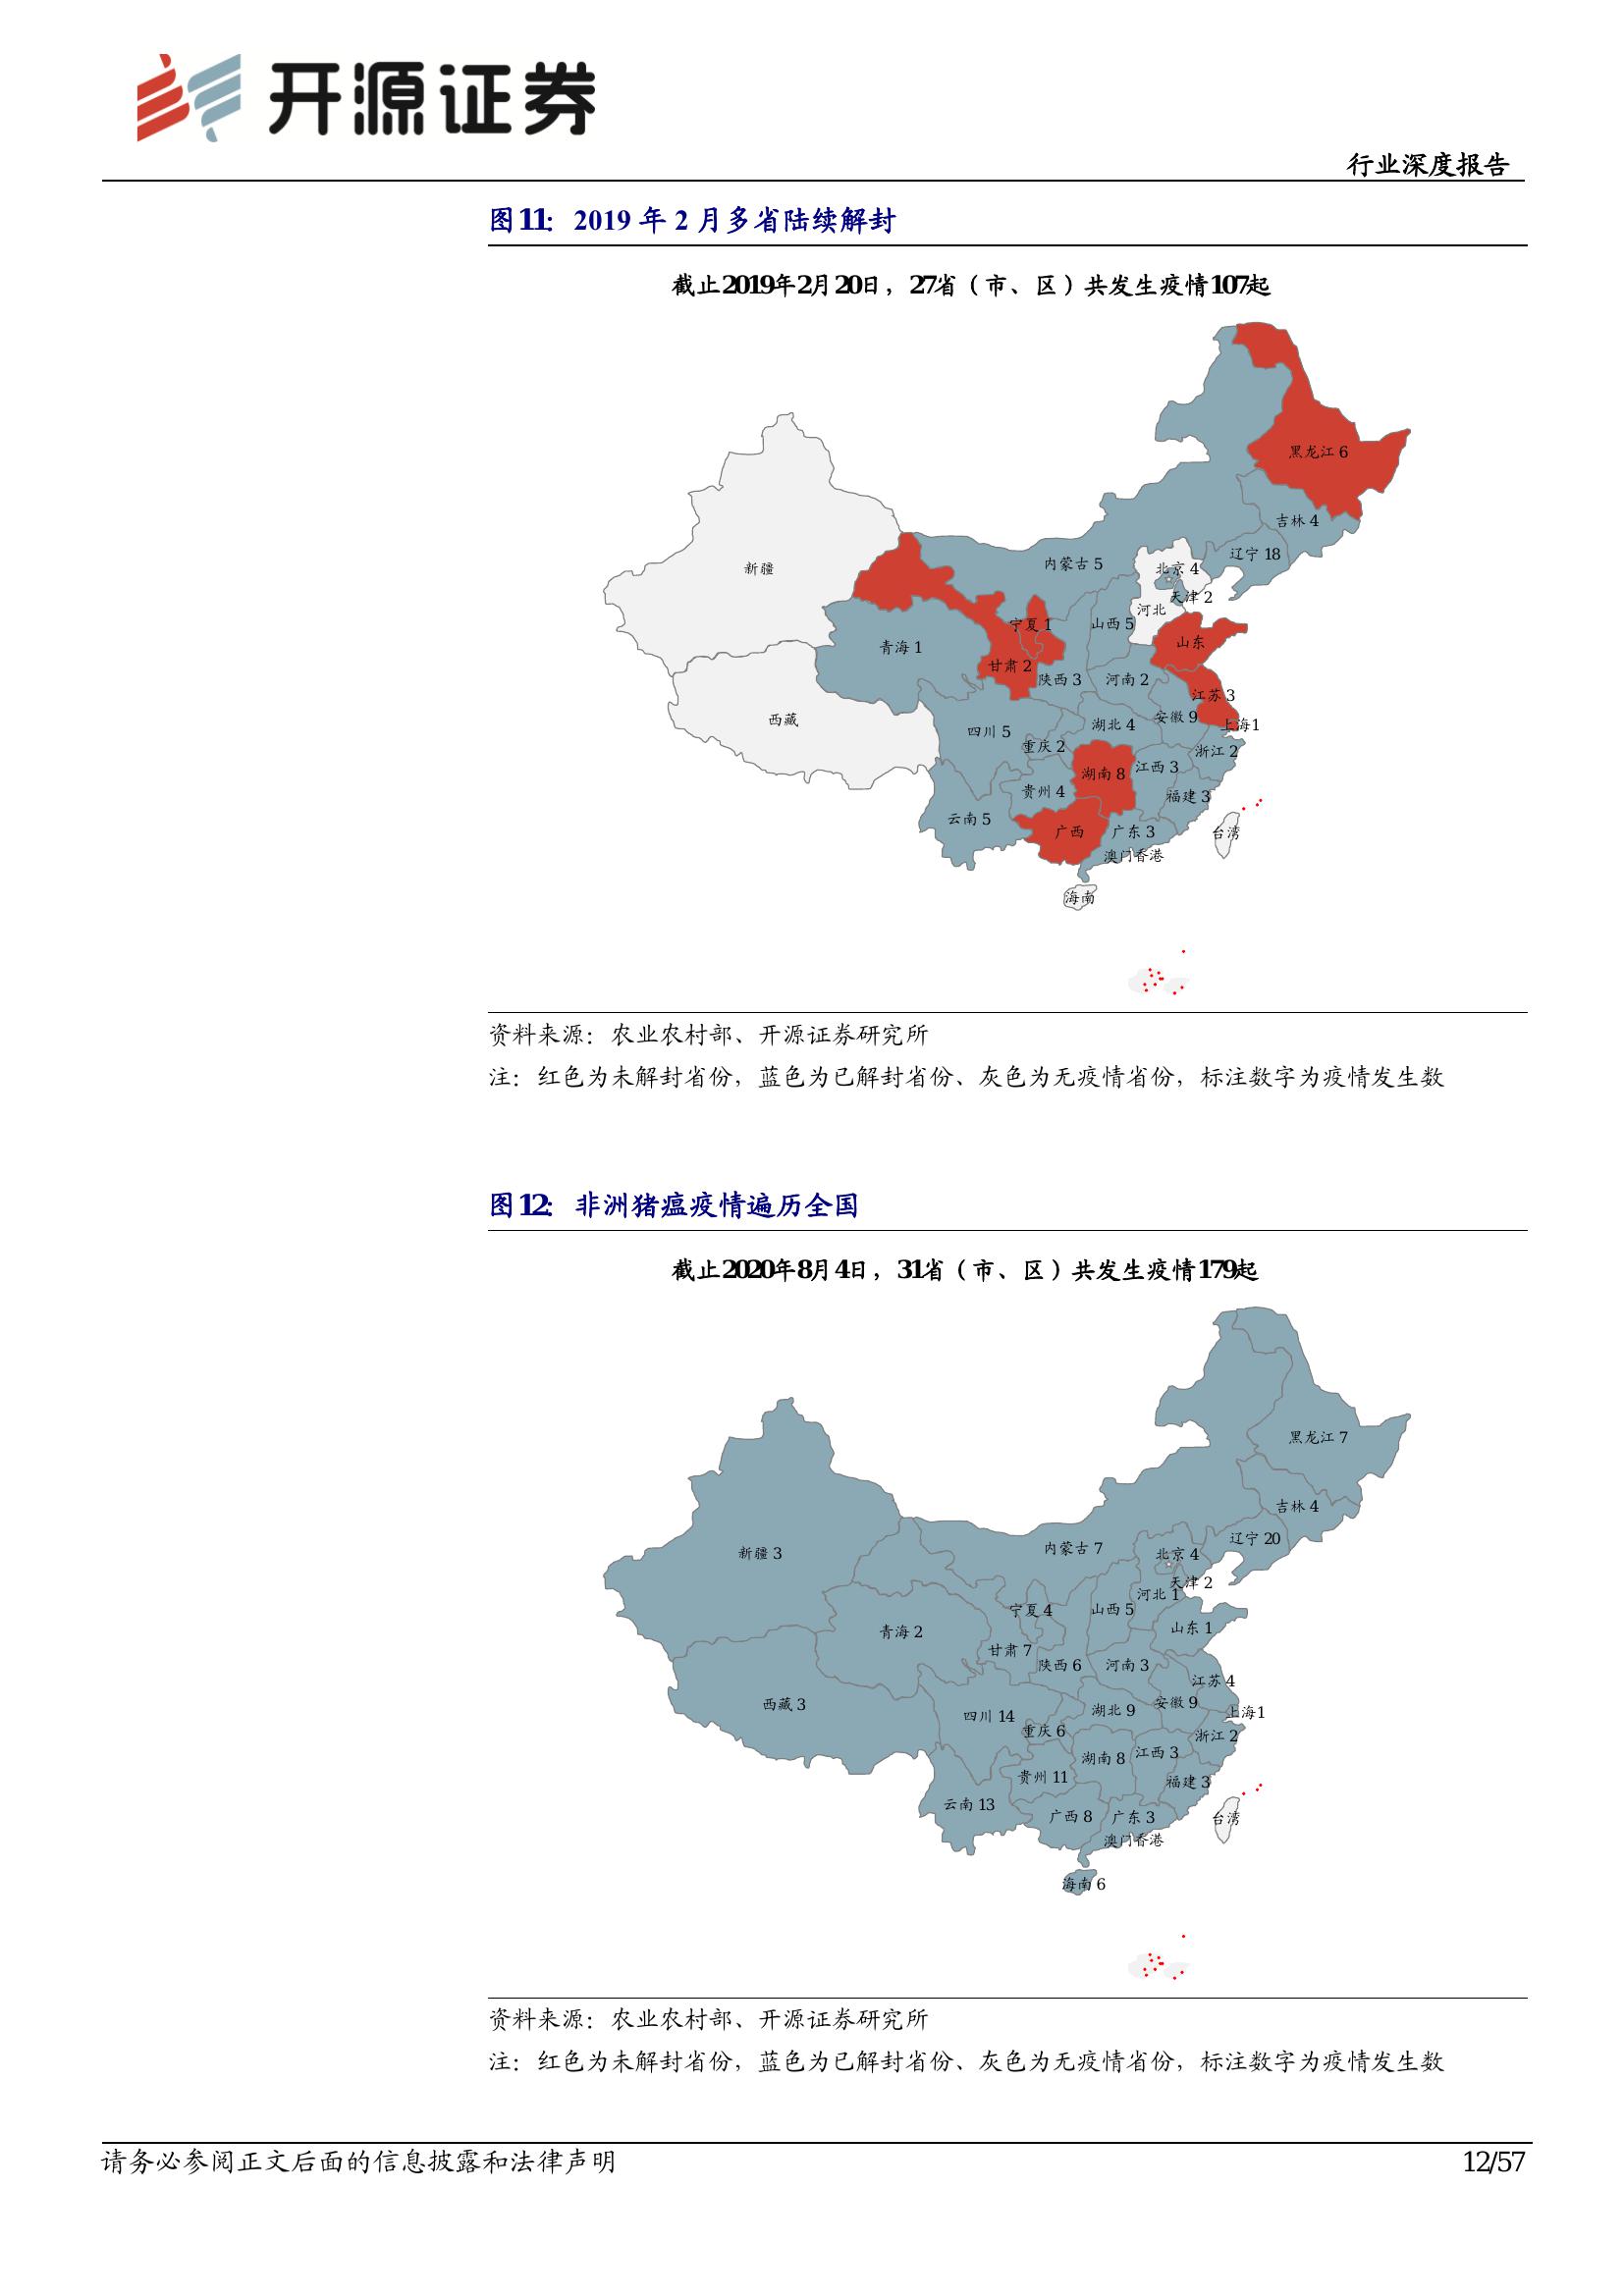 开源证券
行业深度报告
图11： 2019 年 2 月多省陆续解封
截止2019年2月20日，27省（市、区）共发生疫情107起
黑龙江 6
吉林 4
辽宁 18
内蒙古 5
新疆
北京 4
天津 2
河北
宁夏 1
山西 5
山东
青海 1
甘肃 2
陕西 3
河南 2
江苏 3
西藏
四川 5
湖北 4
安徽 9
上海1
重庆 2
浙江 2
湖南 8
江西 3
贵州 4
福建 3
云南 5
广西
广东 3
台湾
澳门香港
海南
资料来源：农业农村部、开源证券研究所
注：红色为未解封省份，蓝色为已解封省份、灰色为无疫情省份，标注数字为疫情发生数
图12： 非洲猪瘟疫情遍历全国
截止2020年8月4日，31省（市、区）共发生疫情179起
黑龙江 7
吉林 4
辽宁 20
内蒙古 7
新疆 3
北京 4
天津 2
河北 1
宁夏 4
山西 5
山东 1
青海 2
甘肃 7
陕西 6
河南 3
江苏 4
西藏 3
四川 14
湖北 9
安徽 9
上海1
重庆 6
浙江 2
湖南 8
江西 3
贵州 11
福建 3
云南 13
广西 8
广东 3
台湾
澳门香港
海南 6
资料来源：农业农村部、开源证券研究所
注：红色为未解封省份，蓝色为已解封省份、灰色为无疫情省份，标注数字为疫情发生数
请务必参阅正文后面的信息披露和法律声明
12/57